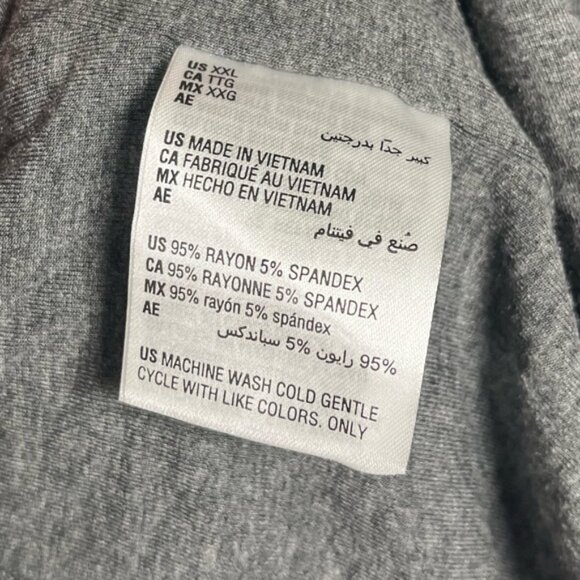 US XXL
CA TTG
MX XXG
AE
كبير جدًا بدرجتين
US MADE IN VIETNAM
CA FABRIQUÉ AU VIETNAM
MX HECHO EN VIETNAM
AE
صُنع في فيتنام
US 95% RAYON 5% SPANDEX
CA 95% RAYONNE 5% SPANDEX
MX 95% rayón 5% spándex
AE
95% رايون 5% سباندكس
US MACHINE WASH COLD GENTLE
CYCLE WITH LIKE COLORS. ONLY